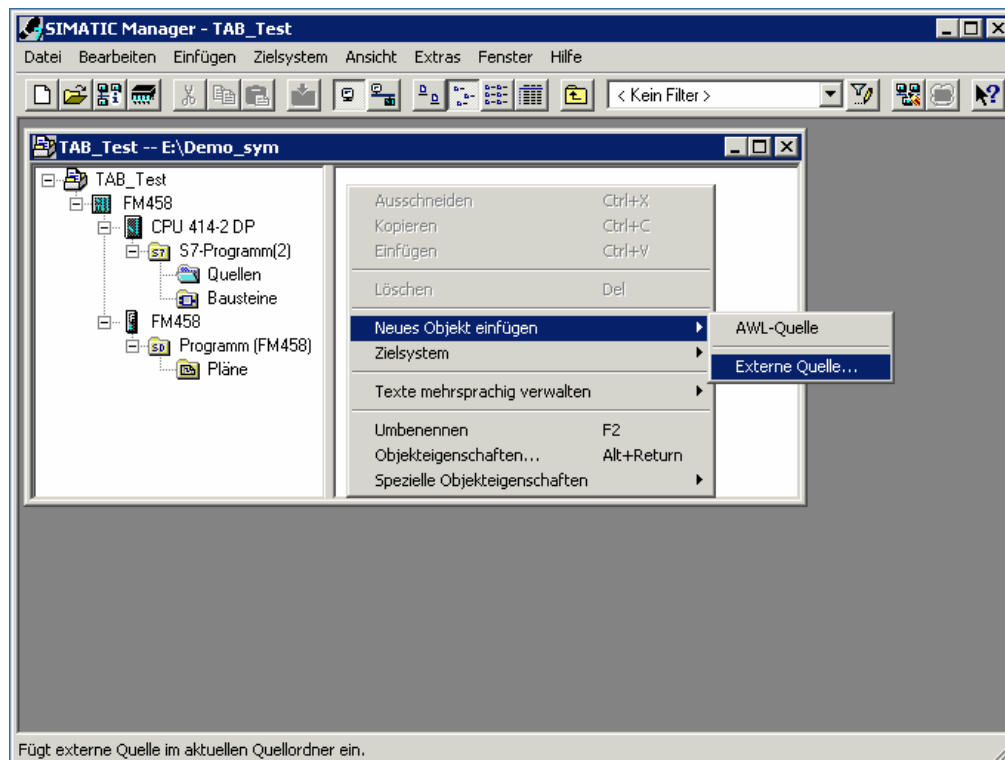 SIMATIC Manager - TAB_Test
Datei Bearbeiten Einfügen Zielsystem Ansicht Extras Fenster Hilfe
< Kein Filter >
TAB_Test -- E:\Demo_sym
TAB_Test
FM458
CPU 414-2 DP
S7-Programm(2)
Quellen
Bausteine
FM458
Programm (FM458)
Pläne
Ausschneiden Ctrl+X
Kopieren Ctrl+C
Einfügen Ctrl+V
Löschen Del
Neues Objekt einfügen
Zielsystem
Texte mehrsprachig verwalten
Umbenennen F2
Objekteigenschaften... Alt+Return
Spezielle Objekteigenschaften
AWL-Quelle
Externe Quelle...
Fügt externe Quelle im aktuellen Quellordner ein.